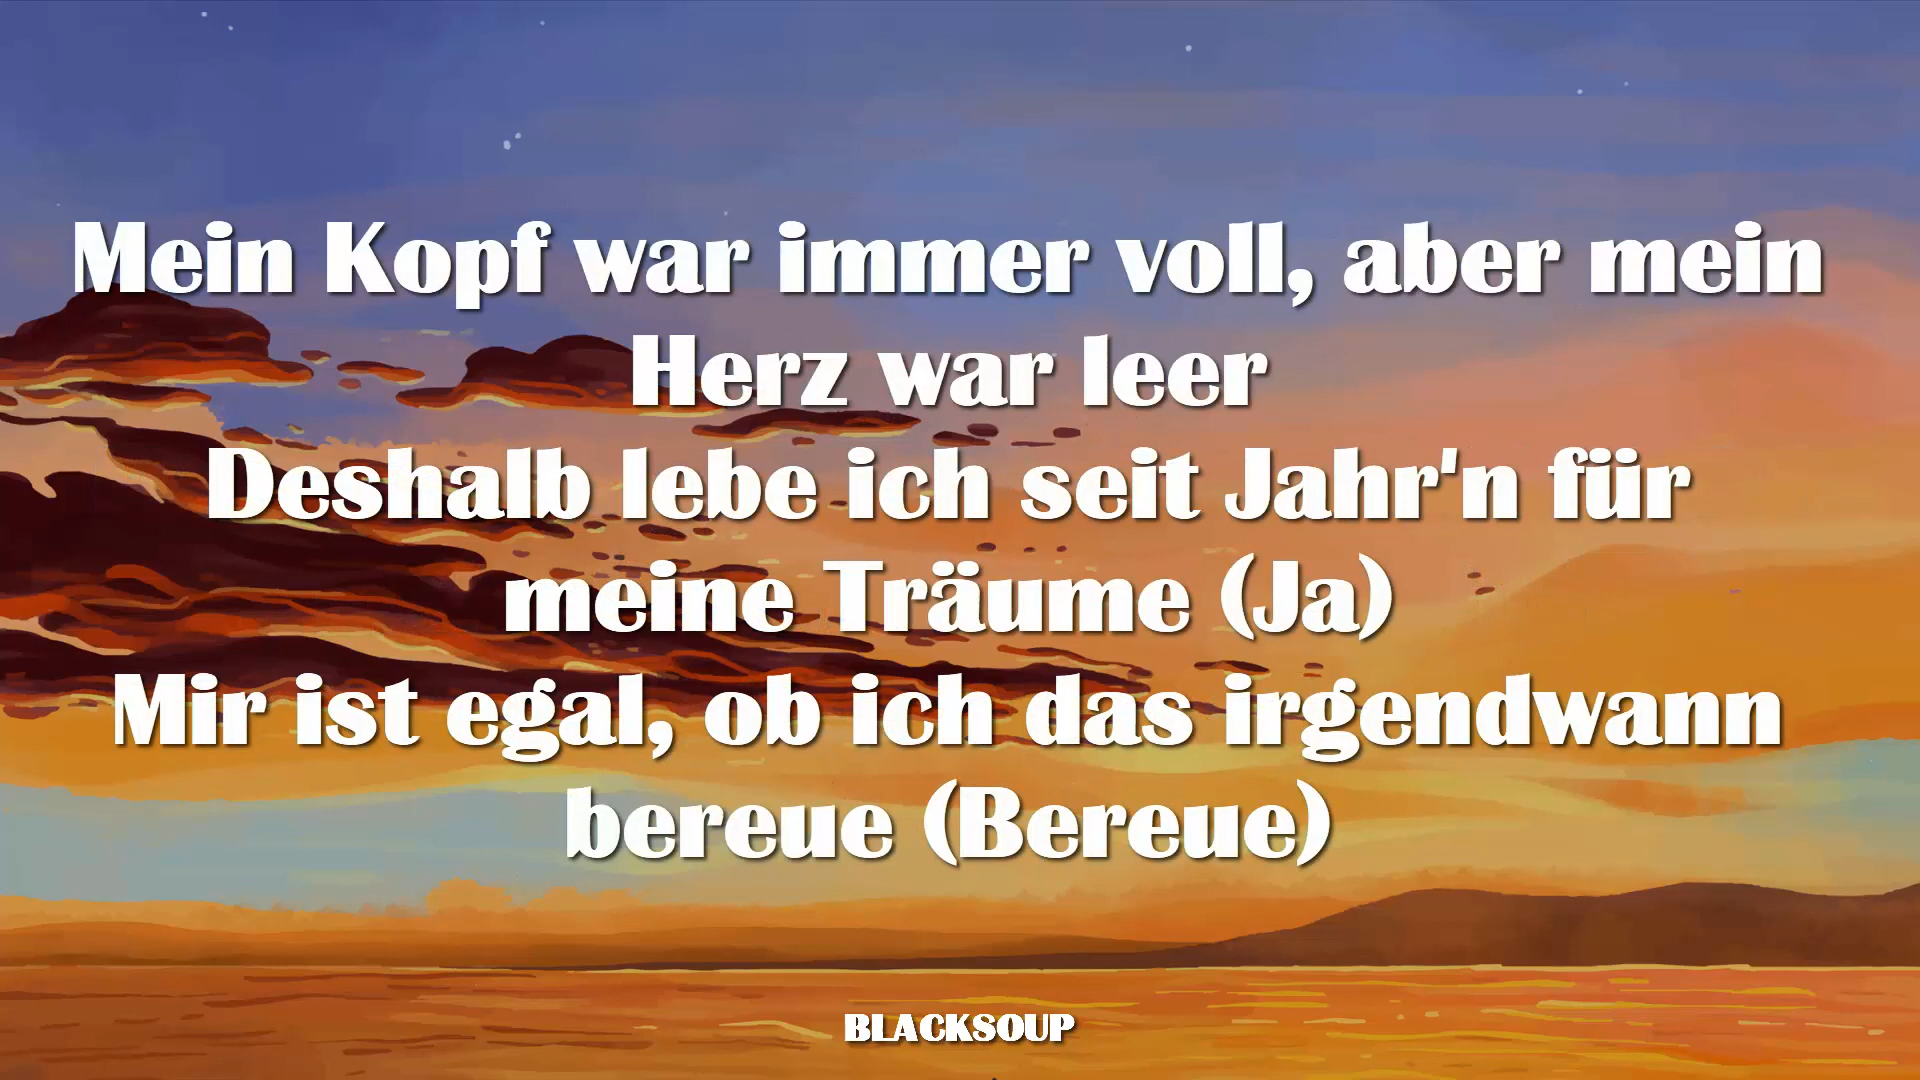 Mein Kopf war immer voll, aber mein
Herz war leer
Deshalb lebe ich seit Jahr'n für
meine Träume (Ja)
Mir ist egal, ob ich das irgendwann
bereue (Bereue)
BLACKSOUP